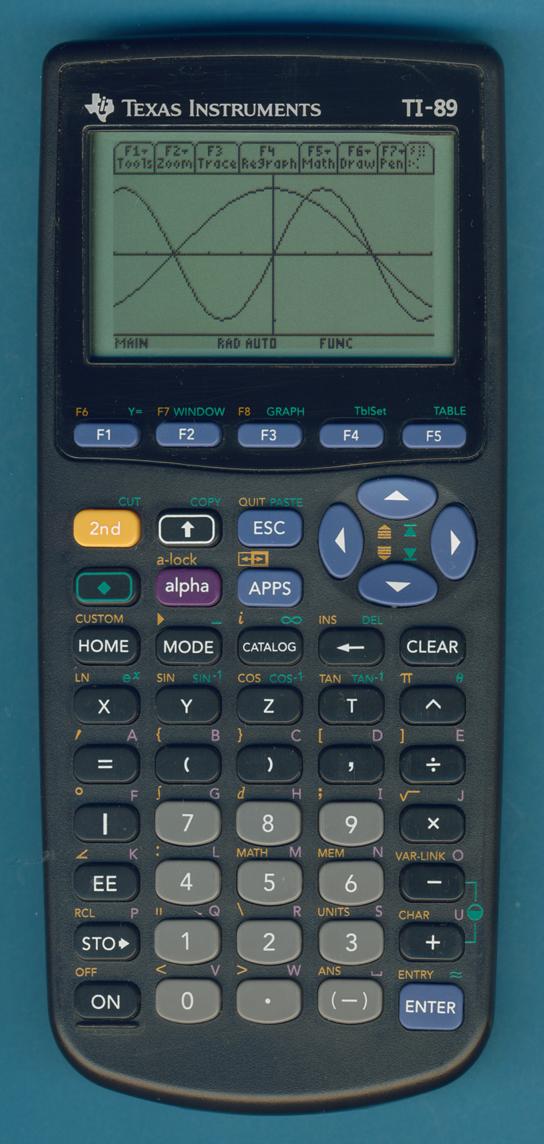 TEXAS INSTRUMENTS TI-89
F1 F2 F3 F4 F5 F6 F7
Tools Zoom Trace ReGraph Math Draw Pen
MAIN RAD AUTO FUNC
F6 Y= F7 WINDOW F8 GRAPH TblSet TABLE
F1 F2 F3 F4 F5
CUT COPY QUIT PASTE
2nd ESC
a-lock
alpha APPS
CUSTOM i ∞ INS DEL
HOME MODE CATALOG ← CLEAR
LN eˣ SIN SIN⁻¹ COS COS⁻¹ TAN TAN⁻¹ π θ
X Y Z T ^
′ A { B } C [ D ] E
= ( ) , ÷
° F ∫ G d H ; I √ J
| 7 8 9 ×
∠ K : L MATH M MEM N VAR-LINK O
EE 4 5 6 −
RCL P " Q \ R UNITS S CHAR U
STO▸ 1 2 3 +
OFF < V > W ANS ENTRY ≈
ON 0 . (−) ENTER